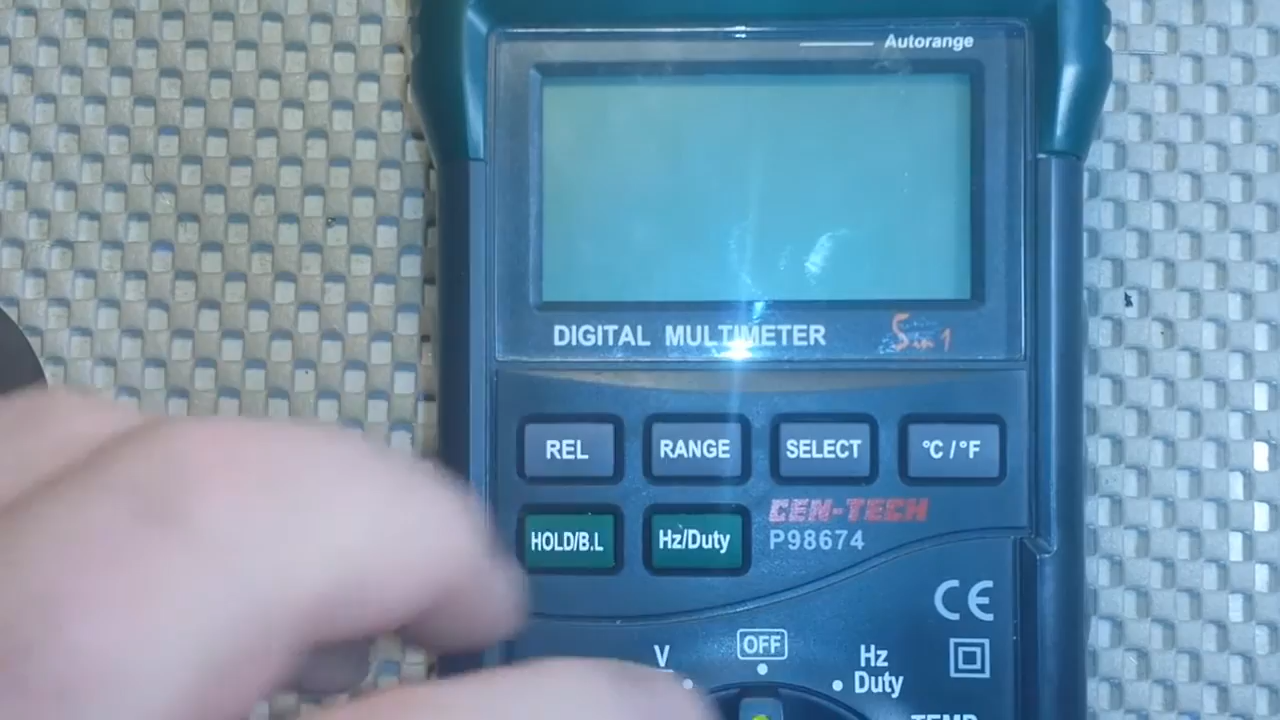 Autorange
DIGITAL MULTIMETER 5 in 1
REL RANGE SELECT °C / °F
HOLD/B.L Hz/Duty CEN-TECH
P98674
CE
OFF
V Hz
Duty
TEMP